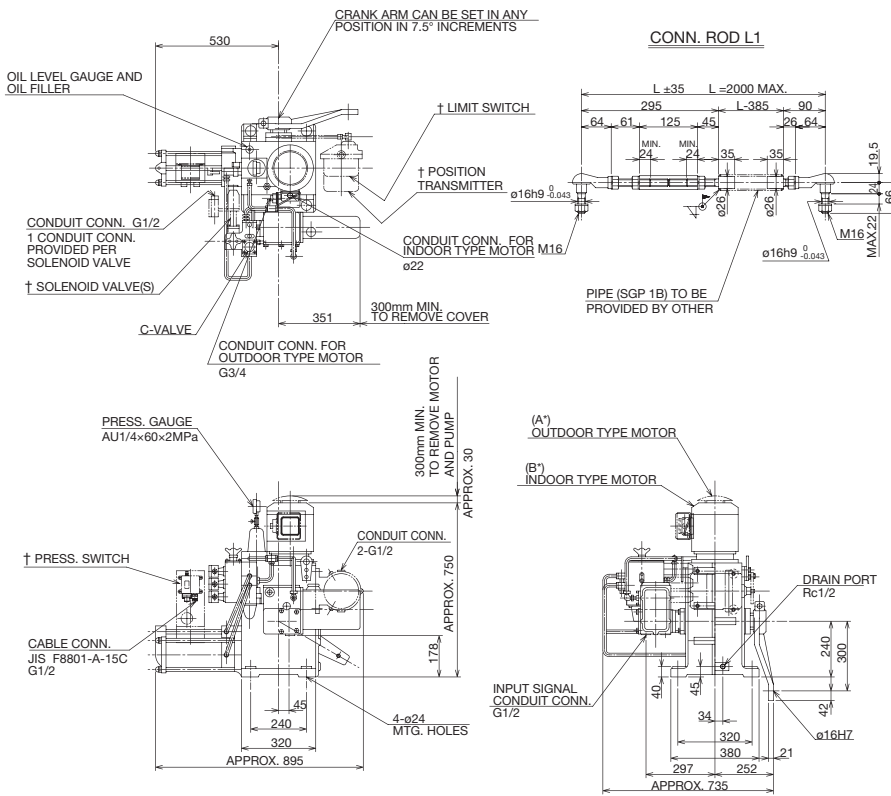 CRANK ARM CAN BE SET IN ANY
POSITION IN 7.5° INCREMENTS
530
OIL LEVEL GAUGE AND
OIL FILLER
† LIMIT SWITCH
† POSITION
TRANSMITTER
CONDUIT CONN. G1/2
1 CONDUIT CONN.
PROVIDED PER
SOLENOID VALVE
† SOLENOID VALVE(S)
CONDUIT CONN. FOR
INDOOR TYPE MOTOR
ø22
C-VALVE
351
300mm MIN.
TO REMOVE COVER
CONDUIT CONN. FOR
OUTDOOR TYPE MOTOR
G3/4
CONN. ROD L1
L ±35 L =2000 MAX.
295 L-385 90
64 61 125 45 26 64
MIN. MIN.
24 24 35 35
19.5
24
66
MAX.22
ø16h9 0 -0.043
ø26
ø26
M16
M16
ø16h9 0 -0.043
PIPE (SGP 1B) TO BE
PROVIDED BY OTHER
PRESS. GAUGE
AU1/4×60×2MPa
300mm MIN.
TO REMOVE MOTOR
AND PUMP
APPROX. 30
CONDUIT CONN.
2-G1/2
† PRESS. SWITCH
APPROX. 750
CABLE CONN.
JIS F8801-A-15C
G1/2
178
45
240
320
4-ø24
MTG. HOLES
APPROX. 895
(A*)
OUTDOOR TYPE MOTOR
(B*)
INDOOR TYPE MOTOR
DRAIN PORT
Rc1/2
240
300
42
40
45
INPUT SIGNAL
CONDUIT CONN.
G1/2
34
320
ø16H7
380 21
297 252
APPROX. 735